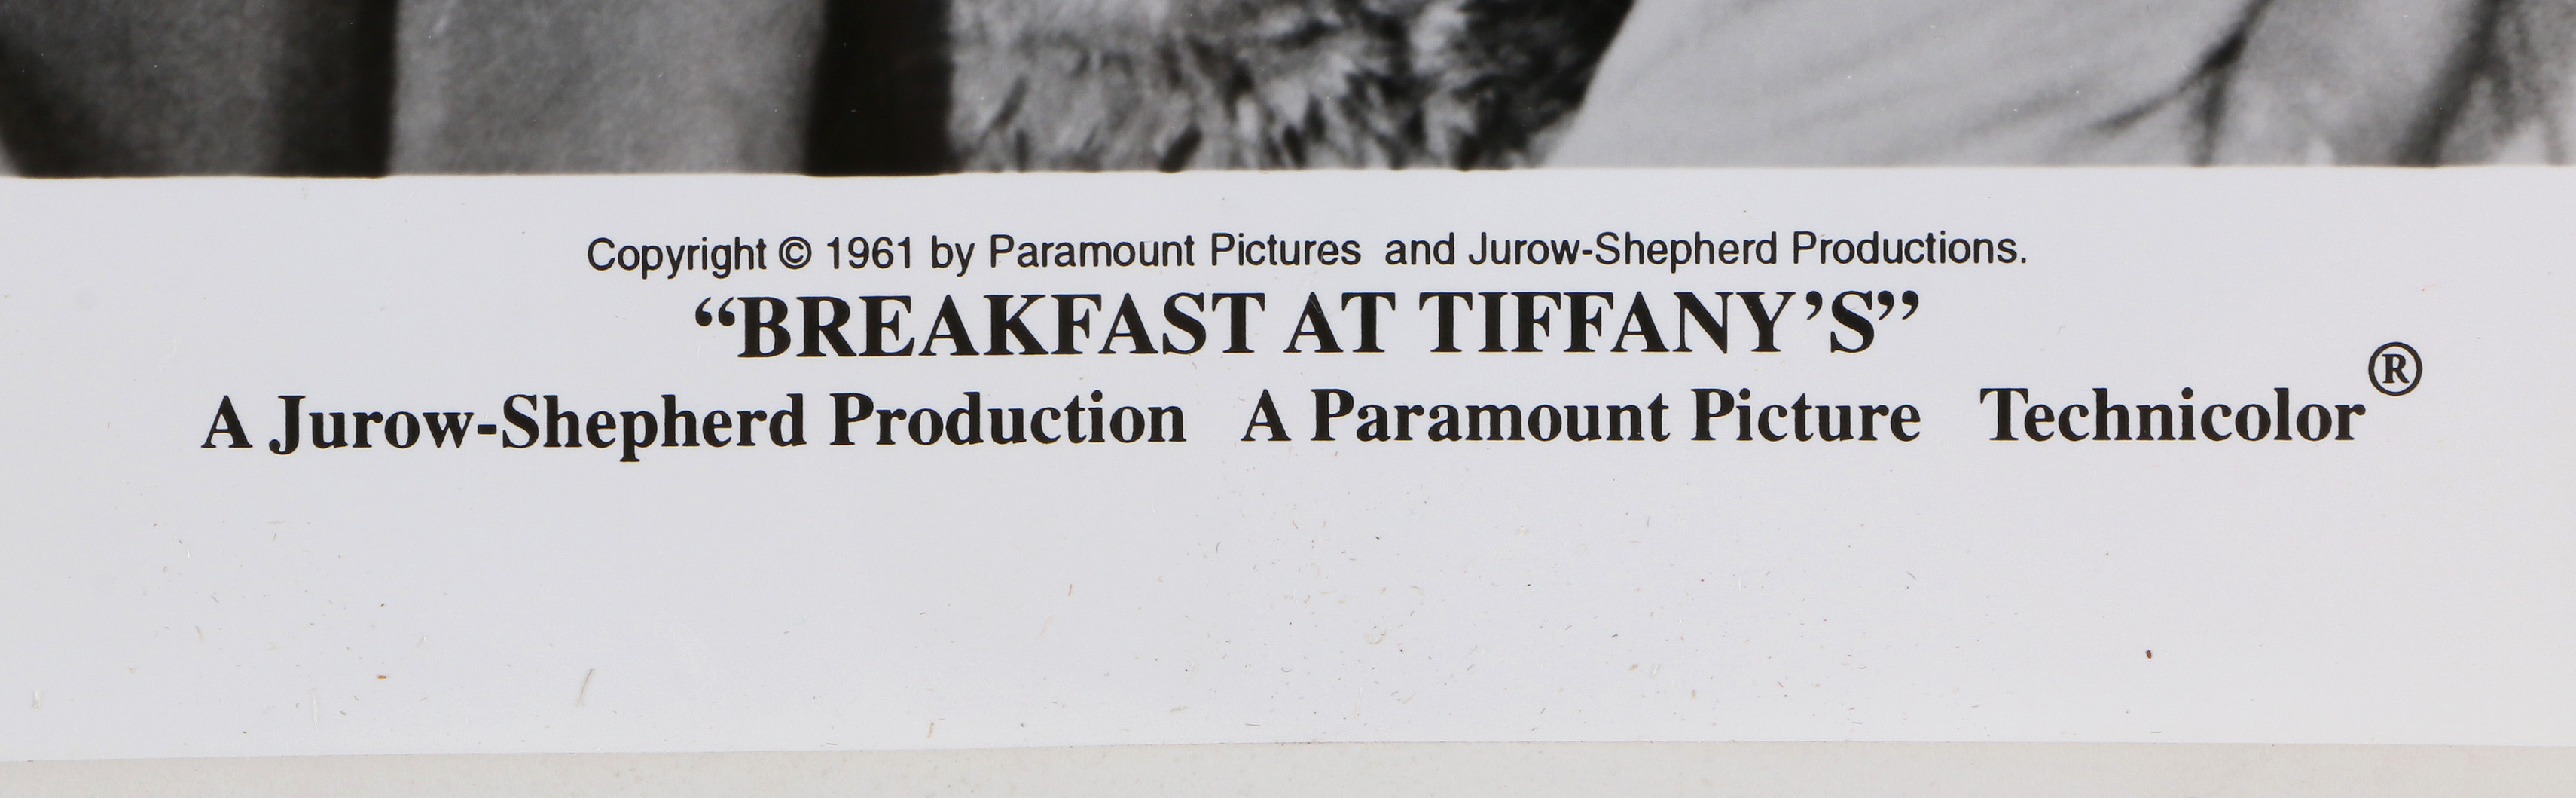 Copyright © 1961 by Paramount Pictures and Jurow-Shepherd Productions.
“BREAKFAST AT TIFFANY’S”
A Jurow-Shepherd Production A Paramount Picture Technicolor®